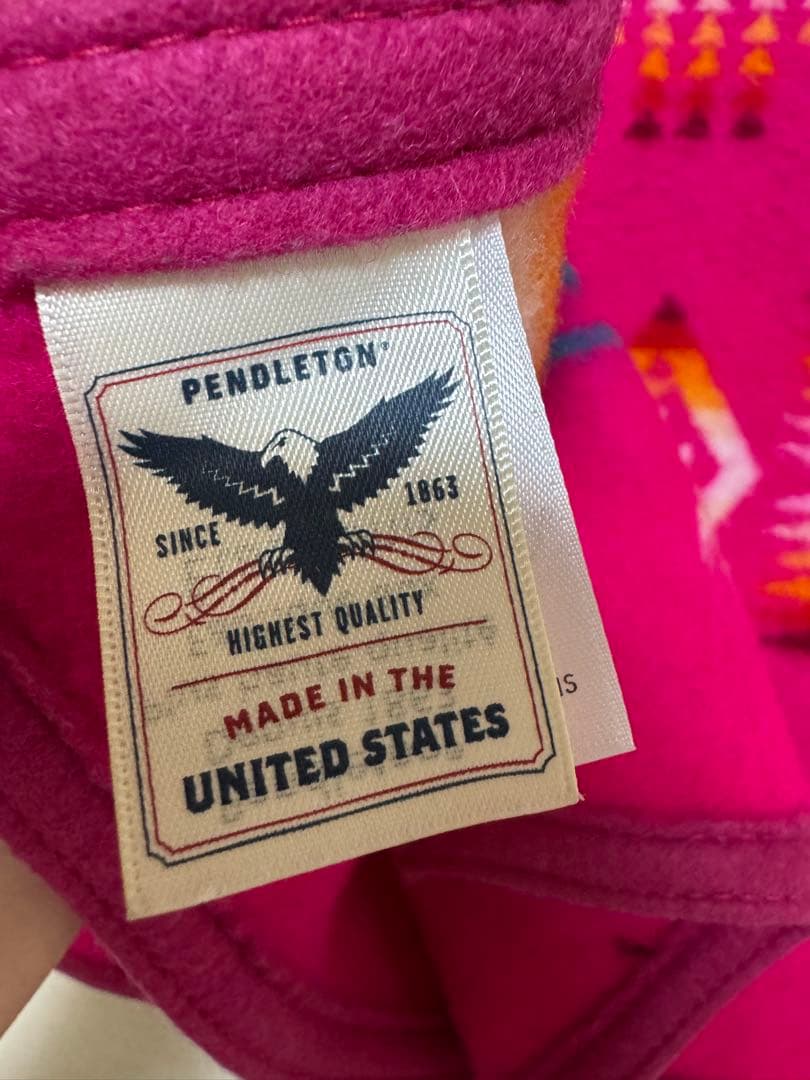 PENDLETON®
SINCE 1863
HIGHEST QUALITY
MADE IN THE
UNITED STATES